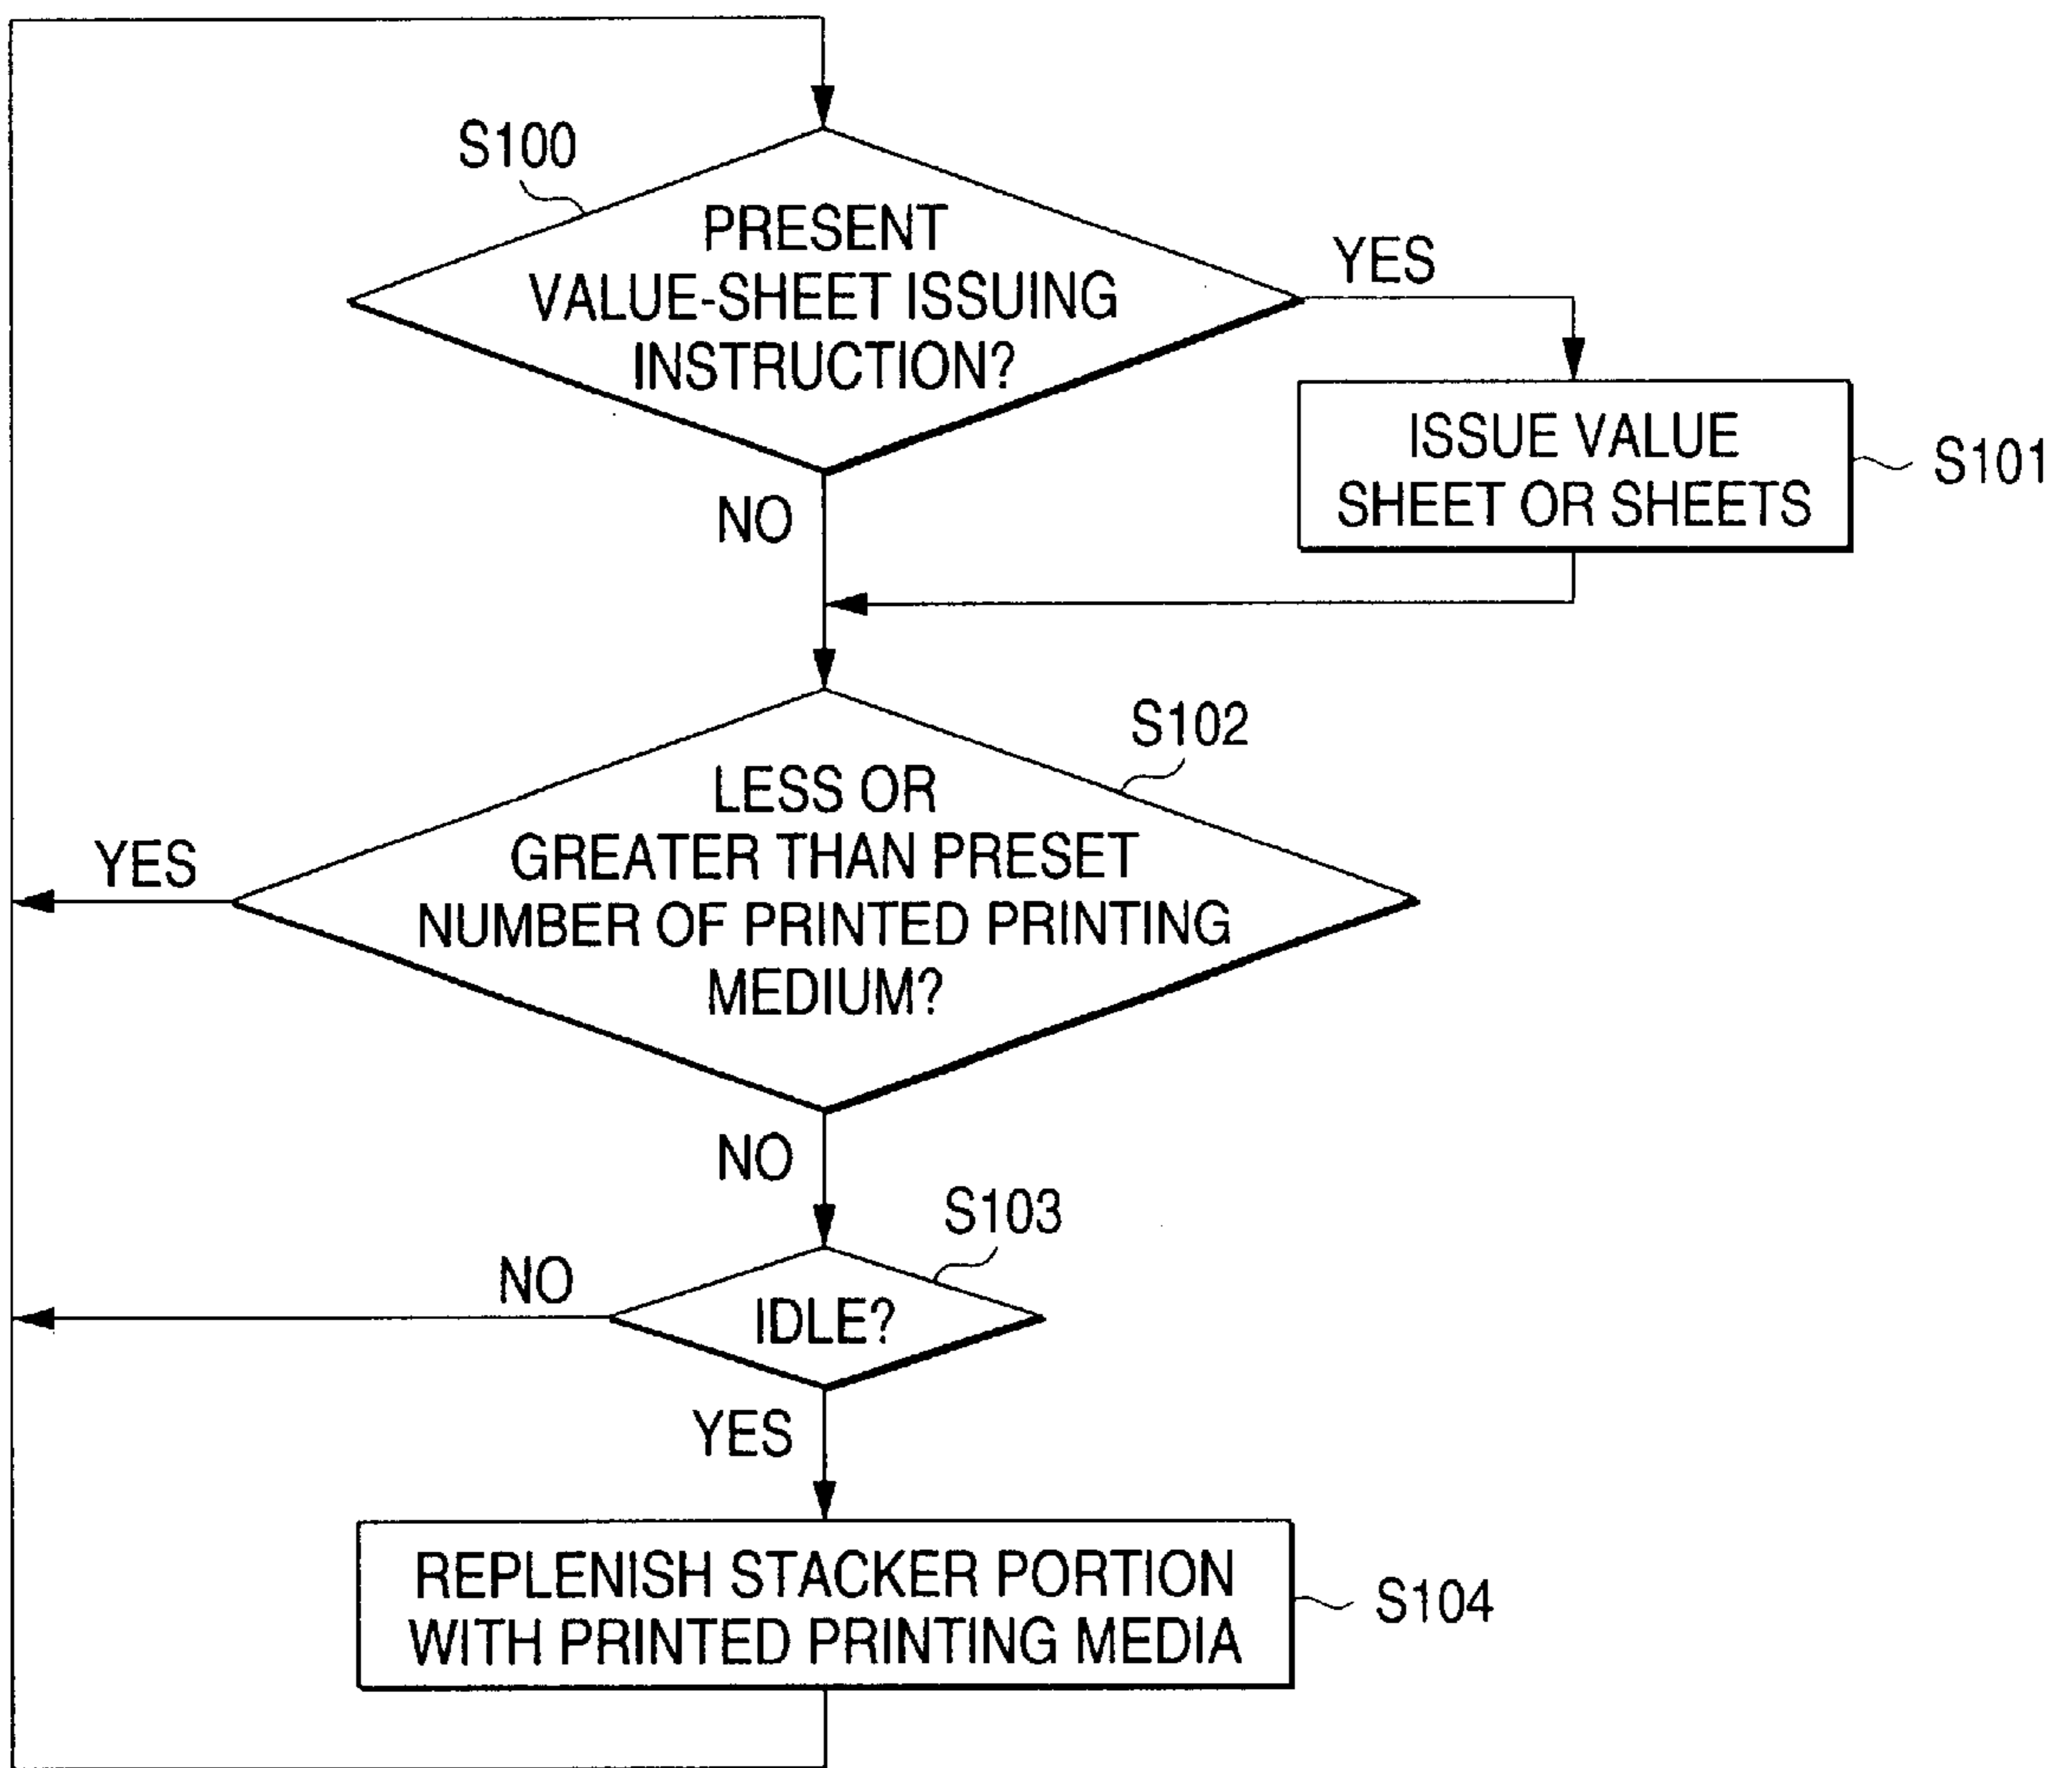 S100
PRESENT
VALUE-SHEET ISSUING
INSTRUCTION?
YES
ISSUE VALUE
SHEET OR SHEETS
S101
NO
S102
LESS OR
GREATER THAN PRESET
NUMBER OF PRINTED PRINTING
MEDIUM?
YES
NO
S103
NO
IDLE?
YES
REPLENISH STACKER PORTION
WITH PRINTED PRINTING MEDIA
S104